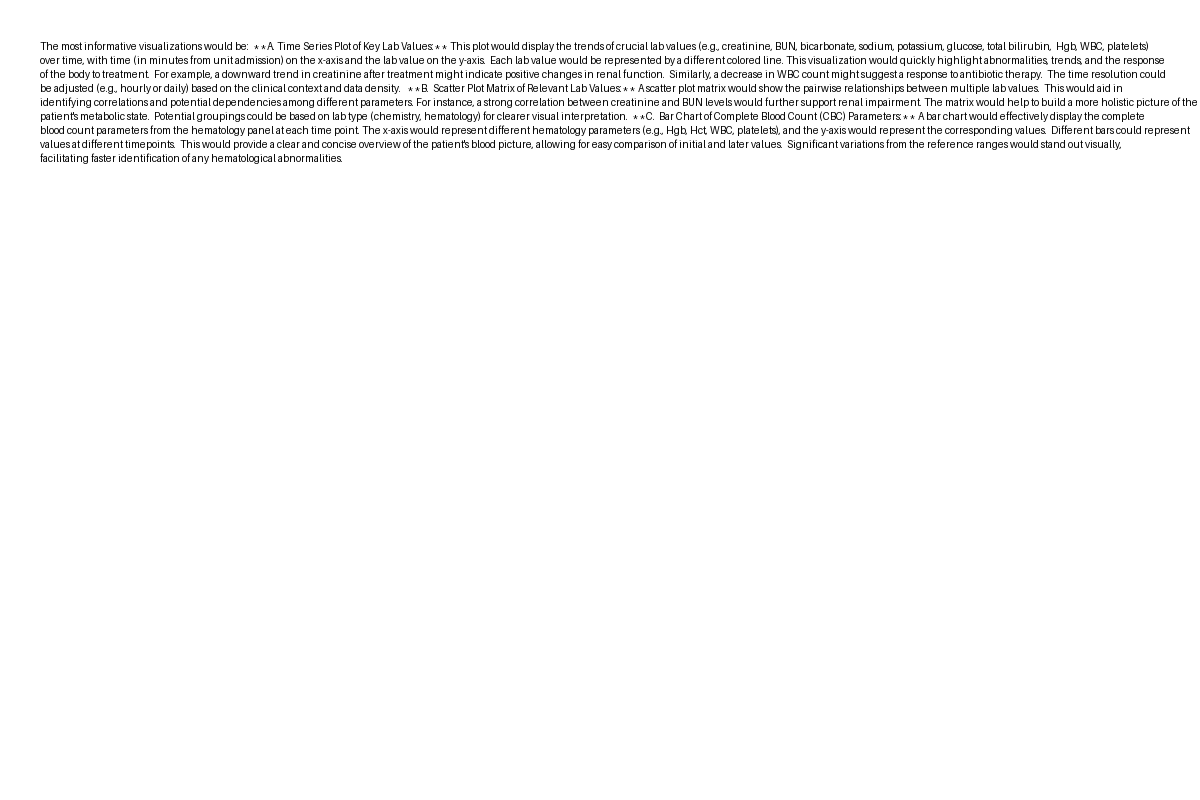 The most informative visualizations would be:  **A. Time Series Plot of Key Lab Values:** This plot would display the trends of crucial lab values (e.g., creatinine, BUN, bicarbonate, sodium, potassium, glucose, total bilirubin,  Hgb, WBC, platelets)
over time, with time (in minutes from unit admission) on the x-axis and the lab value on the y-axis.  Each lab value would be represented by a different colored line. This visualization would quickly highlight abnormalities, trends, and the response
of the body to treatment.  For example, a downward trend in creatinine after treatment might indicate positive changes in renal function.  Similarly, a decrease in WBC count might suggest a response to antibiotic therapy.  The time resolution could
be adjusted (e.g., hourly or daily) based on the clinical context and data density.   **B.  Scatter Plot Matrix of Relevant Lab Values:** A scatter plot matrix would show the pairwise relationships between multiple lab values.  This would aid in
identifying correlations and potential dependencies among different parameters. For instance, a strong correlation between creatinine and BUN levels would further support renal impairment. The matrix would help to build a more holistic picture of the
patient's metabolic state.  Potential groupings could be based on lab type (chemistry, hematology) for clearer visual interpretation.  **C.  Bar Chart of Complete Blood Count (CBC) Parameters:** A bar chart would effectively display the complete
blood count parameters from the hematology panel at each time point. The x-axis would represent different hematology parameters (e.g., Hgb, Hct, WBC, platelets), and the y-axis would represent the corresponding values.  Different bars could represent
values at different timepoints.  This would provide a clear and concise overview of the patient's blood picture, allowing for easy comparison of initial and later values.  Significant variations from the reference ranges would stand out visually,
facilitating faster identification of any hematological abnormalities.